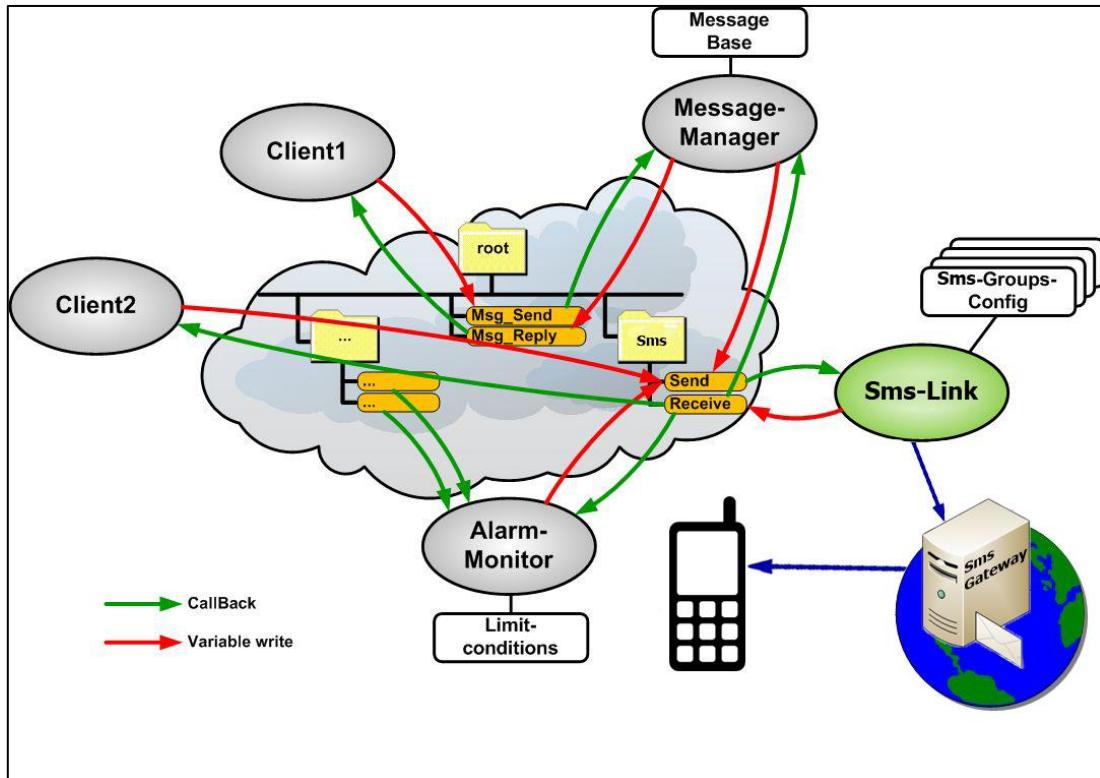 Message
Base
Message-
Manager
Client1
root
Sms-Groups-
Config
Client2
Msg_Send
Msg_Reply
...
Sms
...
...
Send
Receive
Sms-Link
Alarm-
Monitor
Sms
Gateway
CallBack
Variable write
Limit-
conditions